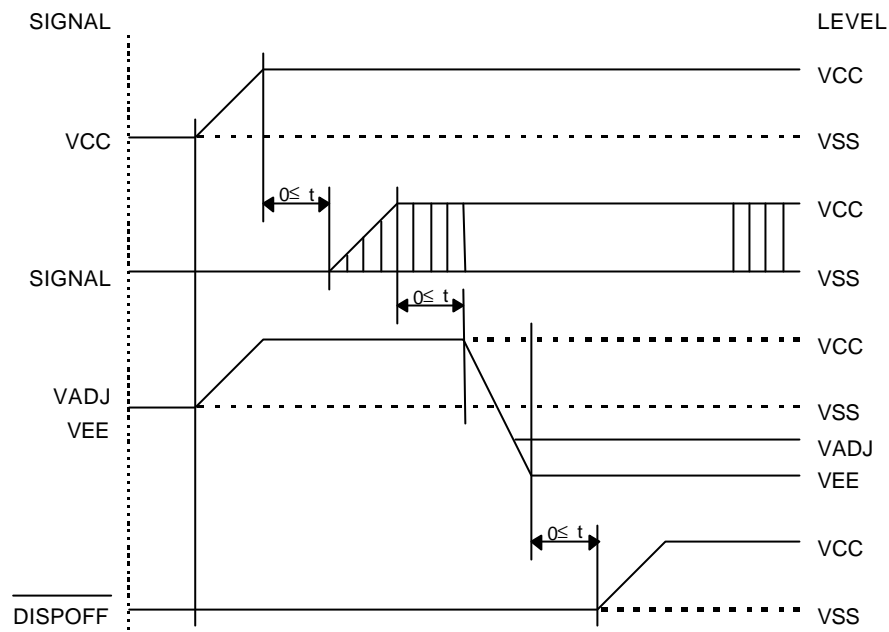 SIGNAL LEVEL
VCC
VCC VSS
0≤ t
VCC
SIGNAL VSS
0≤ t
VCC
VADJ
VSS
VEE
VADJ
VEE
0≤ t
VCC
DISPOFF VSS